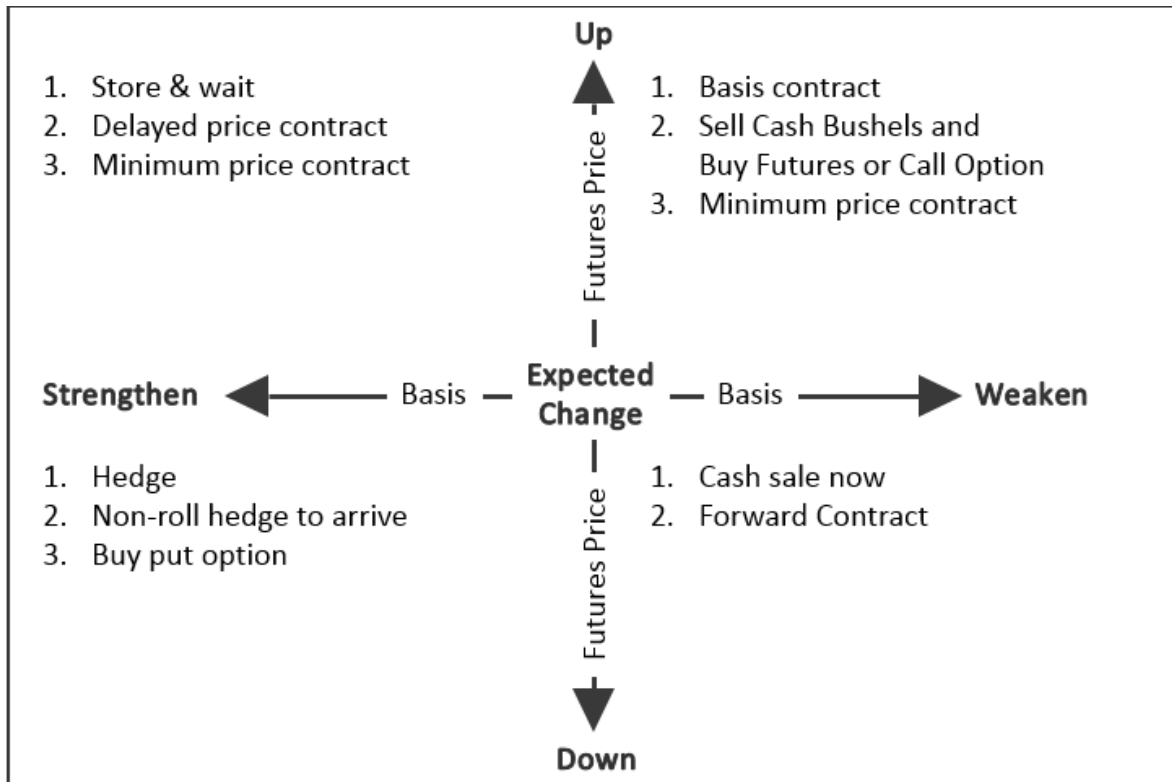 Up
1. Store & wait
2. Delayed price contract
3. Minimum price contract
Futures Price
1. Basis contract
2. Sell Cash Bushels and
Buy Futures or Call Option
3. Minimum price contract
Strengthen
Basis
Expected
Change
Basis
Weaken
1. Hedge
2. Non-roll hedge to arrive
3. Buy put option
Futures Price
1. Cash sale now
2. Forward Contract
Down